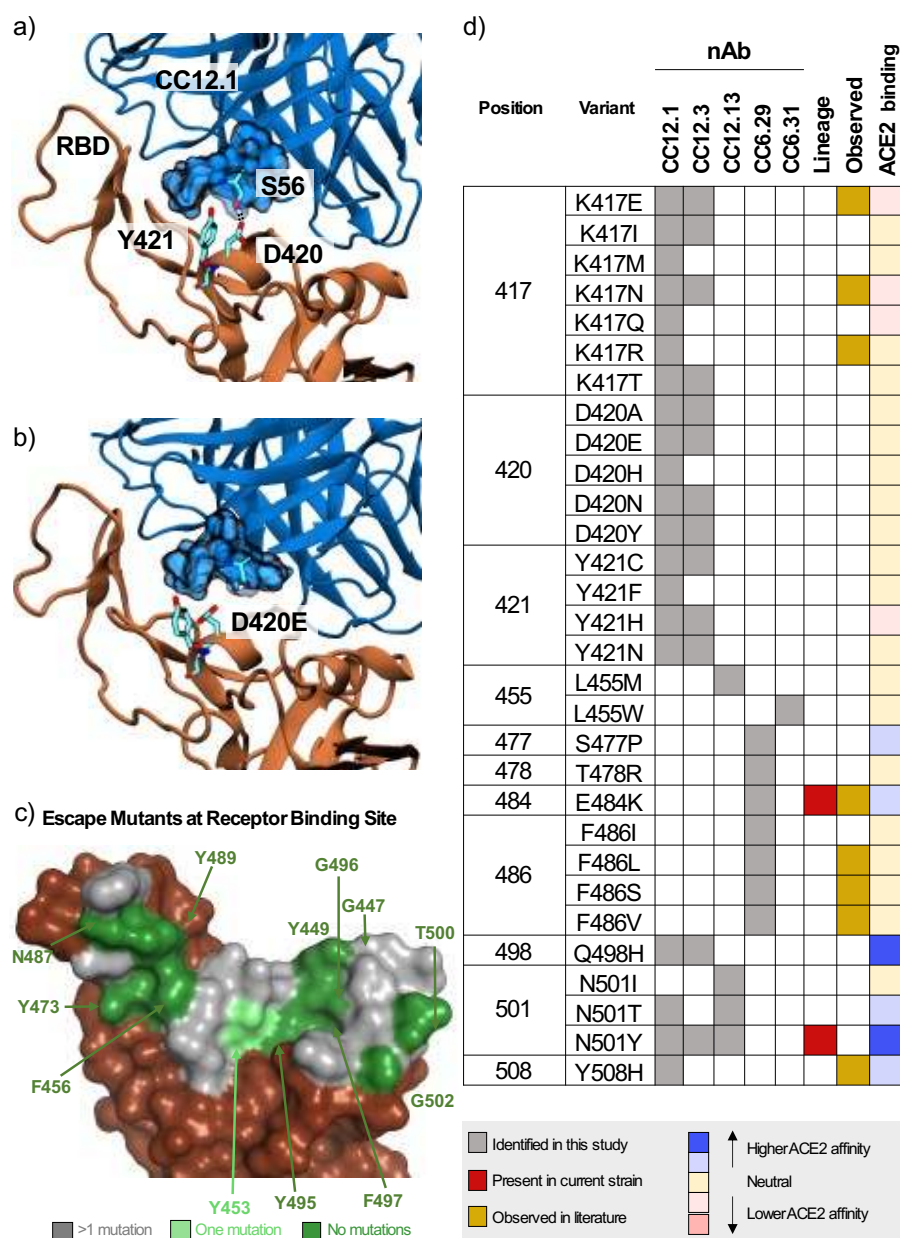 a)
CC12.1
RBD
S56
Y421
D420
b)
D420E
c) Escape Mutants at Receptor Binding Site
Y489
G496
G447
Y449
T500
N487
Y473
F456
G502
Y453
Y495
F497
>1 mutation One mutation No mutations
d)
nAb
Position Variant CC12.1 CC12.3 CC12.13 CC6.29 CC6.31 Lineage Observed ACE2 binding
K417E
K417I
K417M
417 K417N
K417Q
K417R
K417T
D420A
D420E
420 D420H
D420N
D420Y
Y421C
421 Y421F
Y421H
Y421N
455 L455M
L455W
477 S477P
478 T478R
484 E484K
F486I
486 F486L
F486S
F486V
498 Q498H
N501I
501 N501T
N501Y
508 Y508H
Identified in this study
Present in current strain
Observed in literature
Higher ACE2 affinity
Neutral
Lower ACE2 affinity